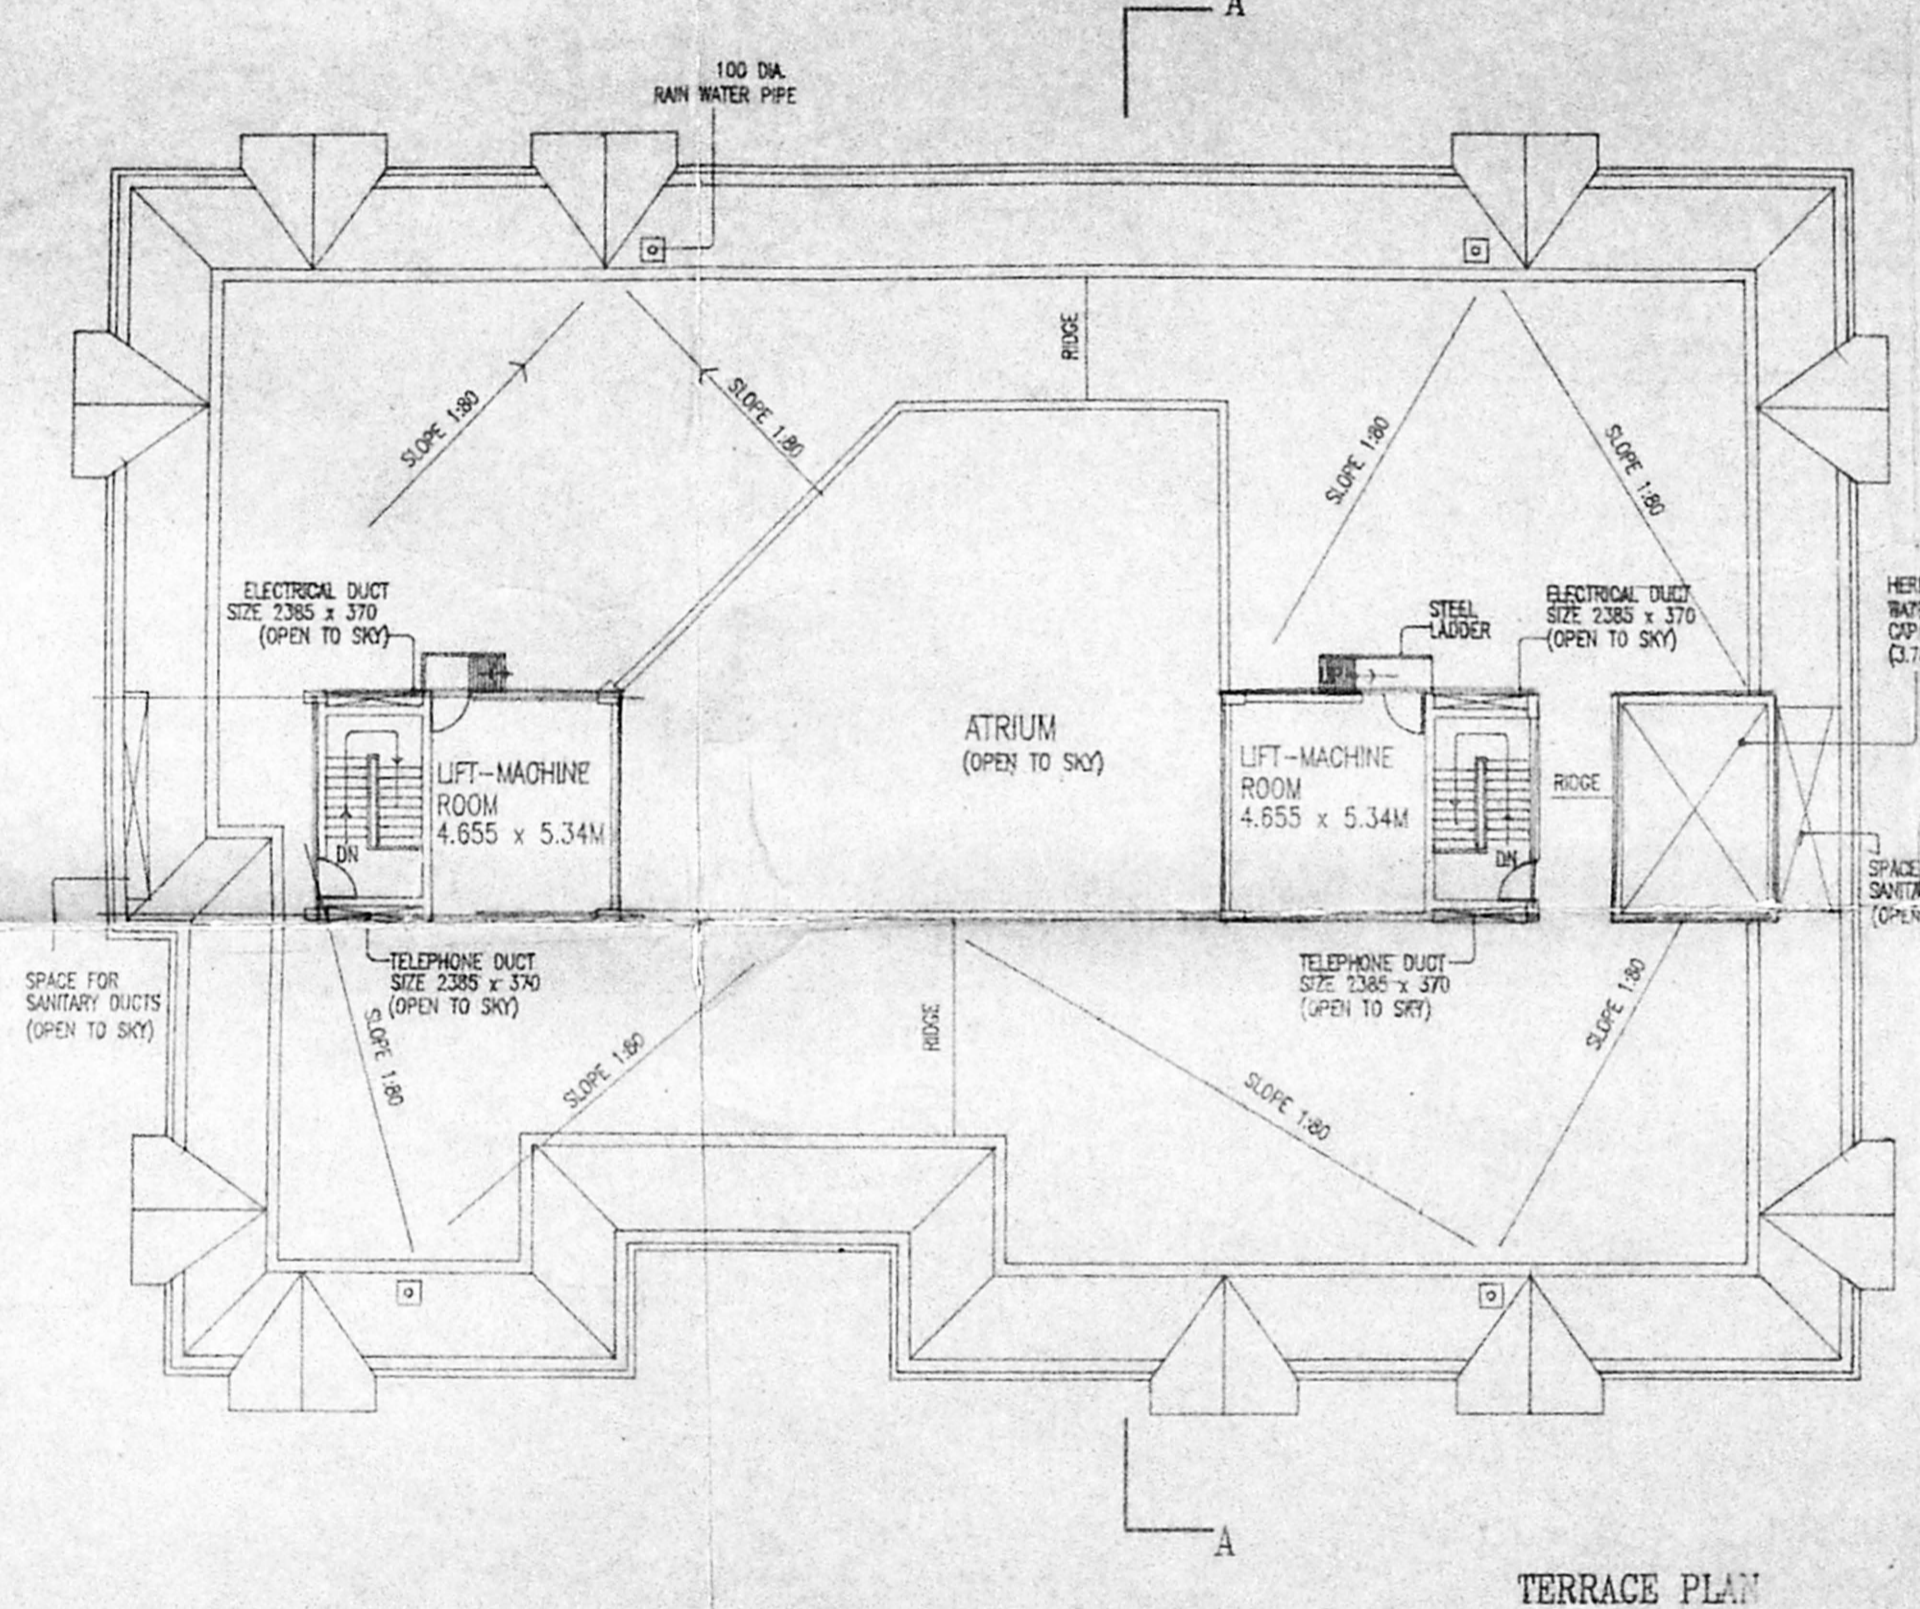 A
100 DIA.
RAIN WATER PIPE
RIDGE
SLOPE 1:80
SLOPE 1:80
SLOPE 1:80
SLOPE 1:80
ELECTRICAL DUCT
SIZE 2385 x 370
(OPEN TO SKY)
STEEL
LADDER
ELECTRICAL DUCT
SIZE 2385 x 370
(OPEN TO SKY)
UP
ATRIUM
(OPEN TO SKY)
LIFT-MACHINE
ROOM
4.655 x 5.34M
DN
LIFT-MACHINE
ROOM
4.655 x 5.34M
DN
RIDGE
SPACE
SPACE FOR
SANITARY DUCTS
(OPEN TO SKY)
TELEPHONE DUCT
SIZE 2385 x 370
(OPEN TO SKY)
TELEPHONE DUCT
SIZE 2385 x 370
(OPEN TO SKY)
SLOPE 1:80
SLOPE 1:80
RIDGE
SLOPE 1:80
SLOPE 1:80
A
TERRACE PLAN